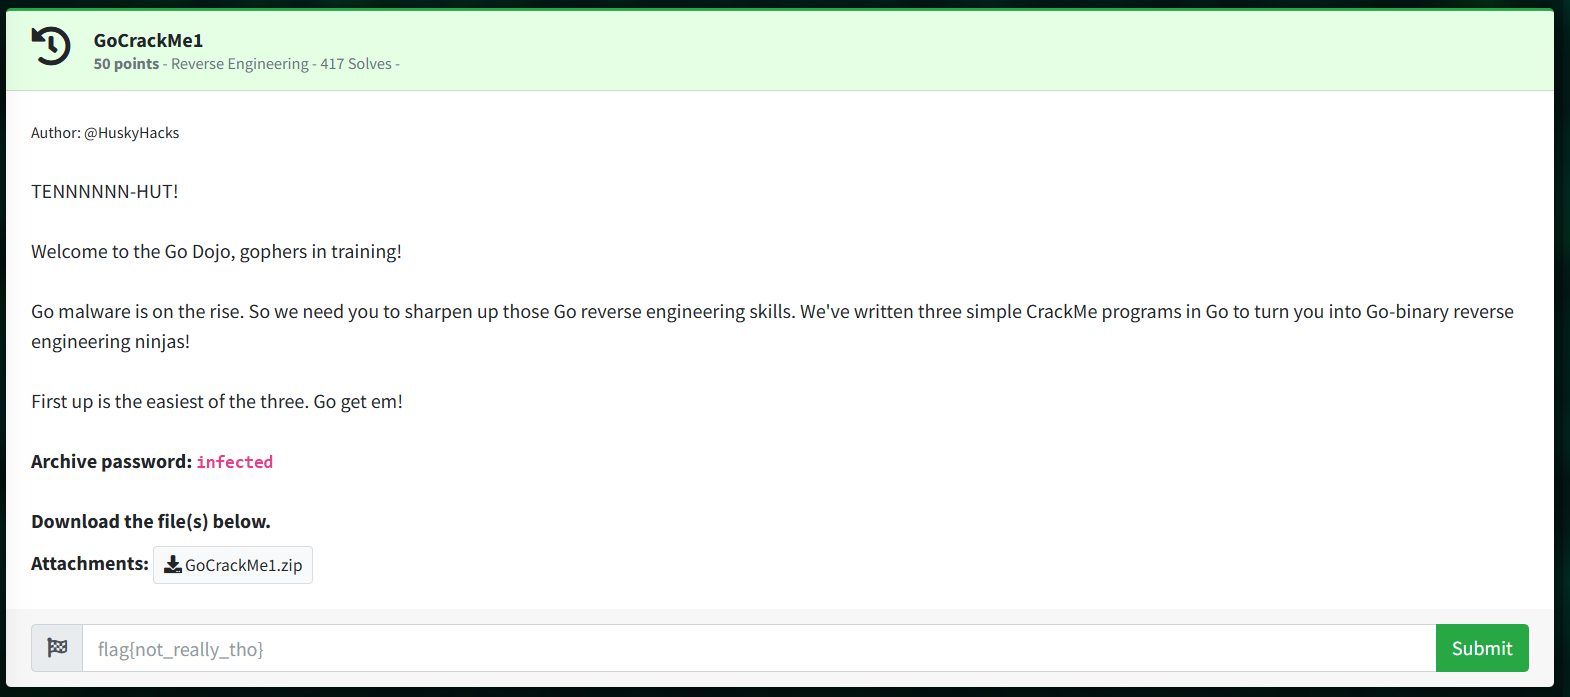 GoCrackMe1
50 points - Reverse Engineering - 417 Solves -
Author: @HuskyHacks
TENNNNNN-HUT!
Welcome to the Go Dojo, gophers in training!
Go malware is on the rise. So we need you to sharpen up those Go reverse engineering skills. We've written three simple CrackMe programs in Go to turn you into Go-binary reverse
engineering ninjas!
First up is the easiest of the three. Go get em!
Archive password: infected
Download the file(s) below.
Attachments: GoCrackMe1.zip
flag{not_really_tho} Submit